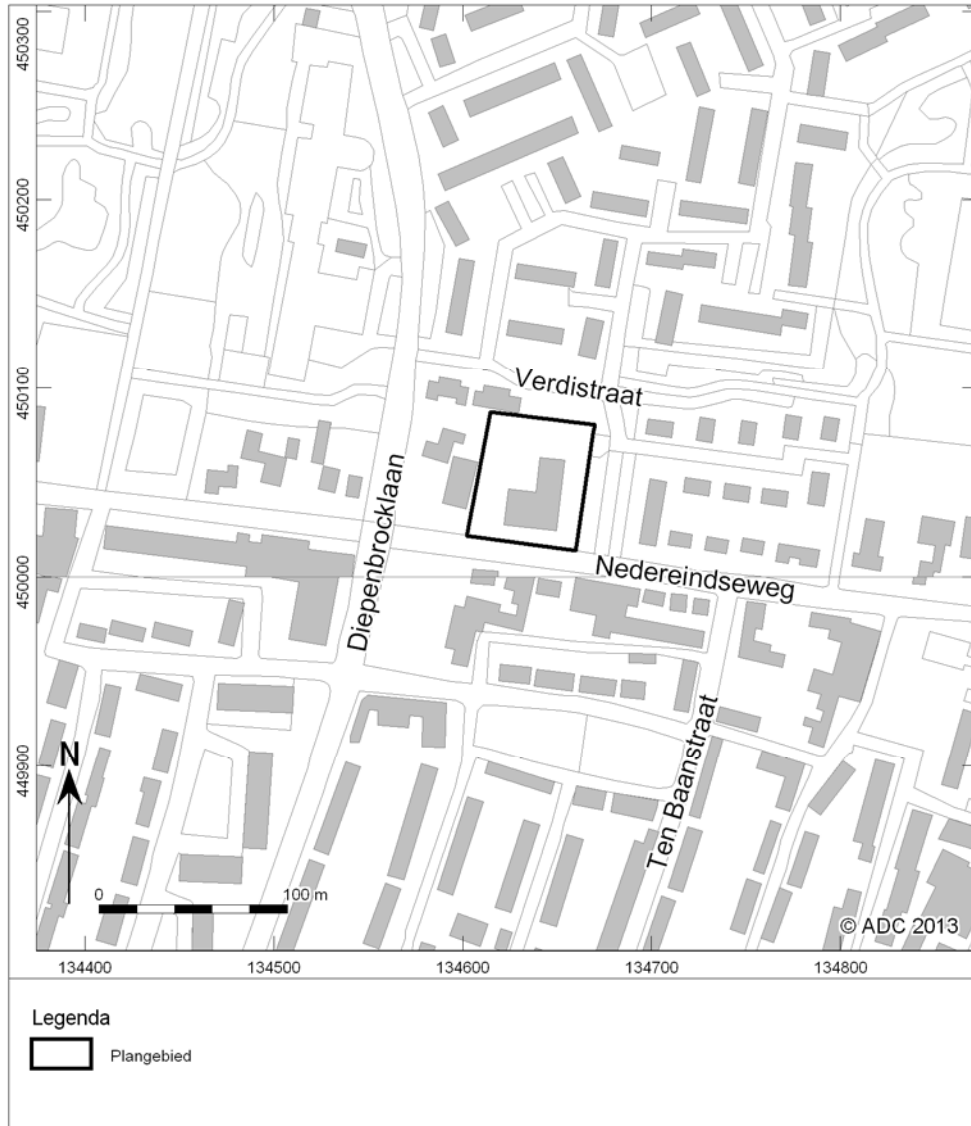 450300
450200
450100
450000
449900
Verdistraat
Diepenbrocklaan
Nedereindseweg
Ten Baanstraat
N
0 100 m
© ADC 2013
134400 134500 134600 134700 134800
Legenda
Plangebied